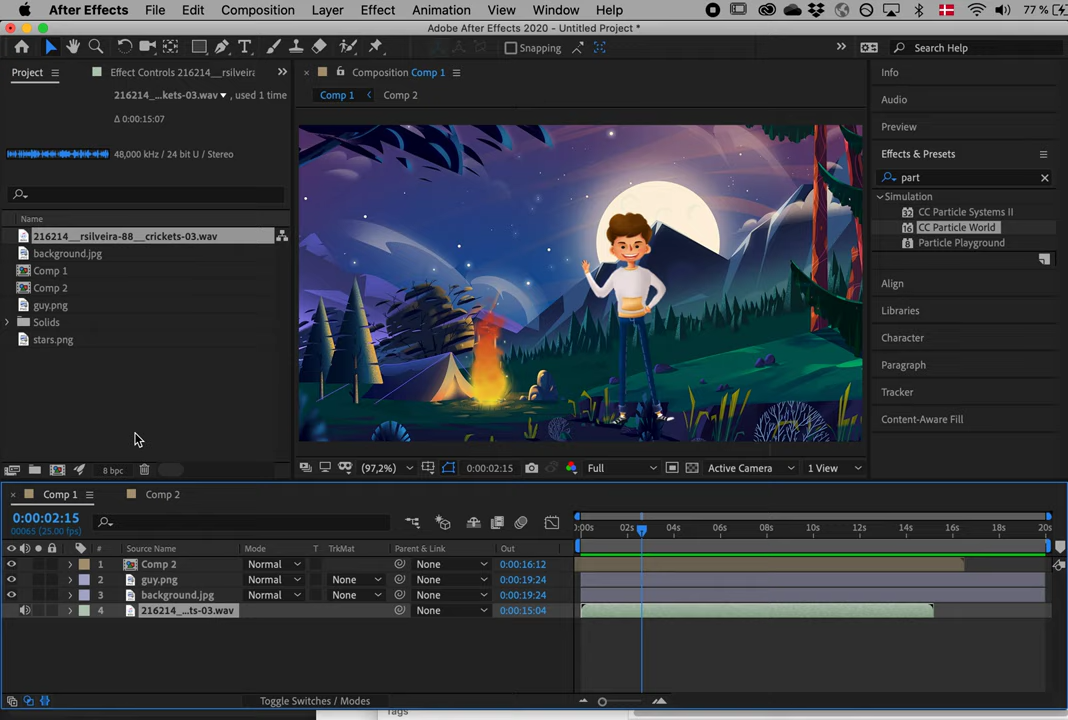 After Effects File Edit Composition Layer Effect Animation View Window Help 77 %
Adobe After Effects 2020 - Untitled Project *
Snapping Search Help
Project Effect Controls 216214__rsilveira
216214_...kets-03.wav , used 1 time
Δ 0:00:15:07
48,000 kHz / 24 bit U / Stereo
Name
216214__rsilveira-88__crickets-03.wav
background.jpg
Comp 1
Comp 2
guy.png
Solids
stars.png
8 bpc
Composition Comp 1
Comp 1 Comp 2
(97,2%) 0:00:02:15 Full Active Camera 1 View
Info
Audio
Preview
Effects & Presets
part
Simulation
CC Particle Systems II
CC Particle World
Particle Playground
Align
Libraries
Character
Paragraph
Tracker
Content-Aware Fill
Comp 1 Comp 2
0:00:02:15
00065 (25.00 fps)
:00s 02s 04s 06s 08s 10s 12s 14s 16s 18s 20s
# Source Name Mode T TrkMat Parent & Link Out
1 Comp 2 Normal None 0:00:16:12
2 guy.png Normal None None 0:00:19:24
3 background.jpg Normal None None 0:00:19:24
4 216214_...ts-03.wav None 0:00:15:04
Toggle Switches / Modes
Tags